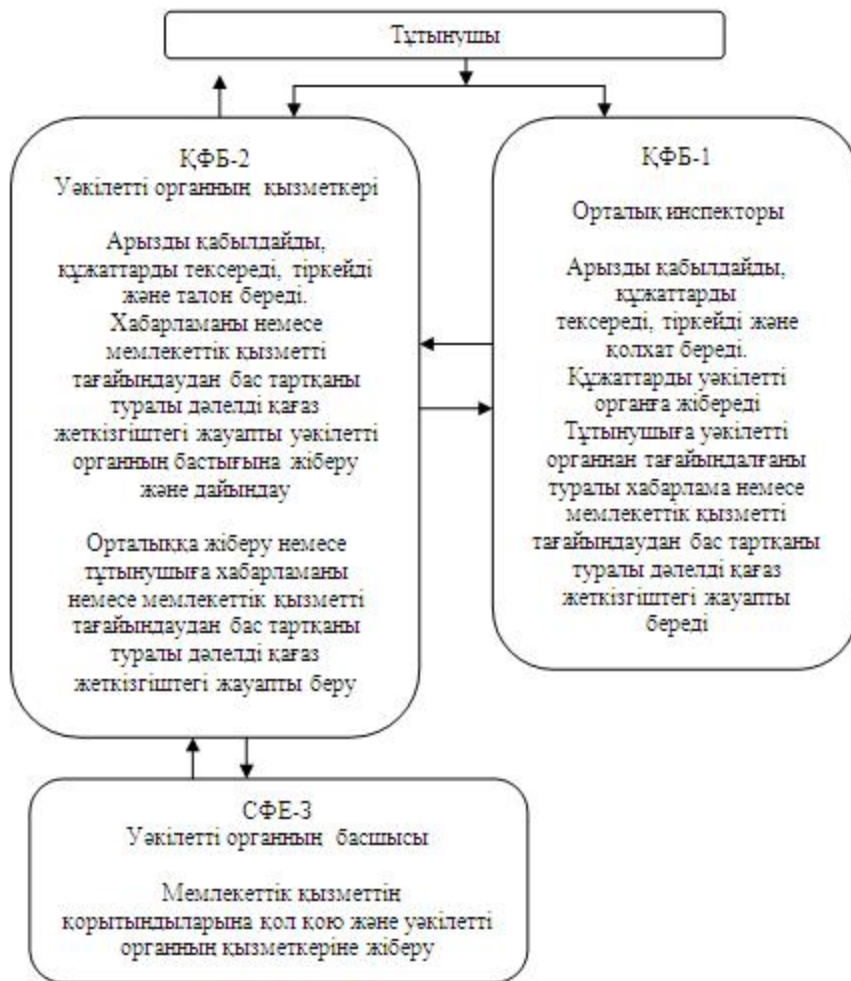 Тұтынушы
ҚФБ-2
Уәкілетті органның қызметкері
Арызды қабылдайды,
құжаттарды тексереді, тіркейді
және талон береді.
Хабарламаны немесе
мемлекеттік қызметті
тағайындаудан бас тартқаны
туралы дәлелді қағаз
жеткізгіштегі жауапты уәкілетті
органның бастығына жіберу
және дайындау
Орталыққа жіберу немесе
тұтынушыға хабарламаны
немесе мемлекеттік қызметті
тағайындаудан бас тартқаны
туралы дәлелді қағаз
жеткізгіштегі жауапты беру
ҚФБ-1
Орталық инспекторы
Арызды қабылдайды,
құжаттарды
тексереді, тіркейді және
қолхат береді.
Құжаттарды уәкілетті
органға жібереді
Тұтынушыға уәкілетті
органнан тағайындалғаны
туралы хабарлама немесе
мемлекеттік қызметті
тағайындаудан бас тартқаны
туралы дәлелді қағаз
жеткізгіштегі жауапты
береді
СФЕ-3
Уәкілетті органның басшысы
Мемлекеттік қызметтің
қорытындыларына қол қою және уәкілетті
органның қызметкеріне жіберу